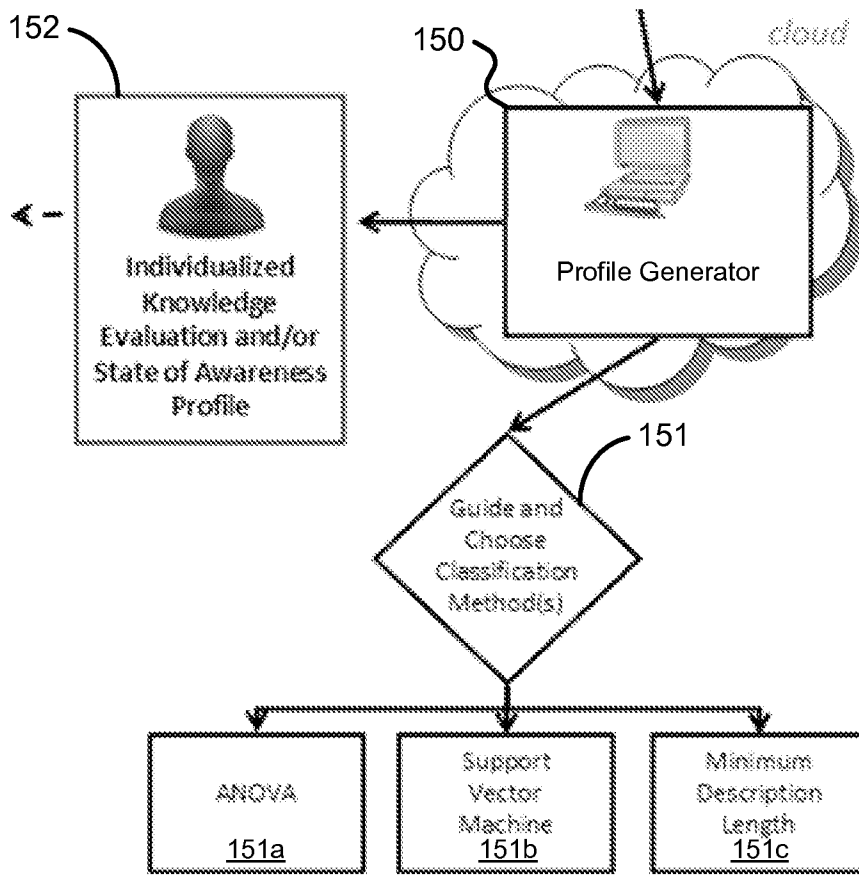 152
150
cloud
Profile Generator
Individualized
Knowledge
Evaluation and/or
State of Awareness
Profile
151
Guide and
Choose
Classification
Method(s)
ANOVA
151a
Support
Vector
Machine
151b
Minimum
Description
Length
151c